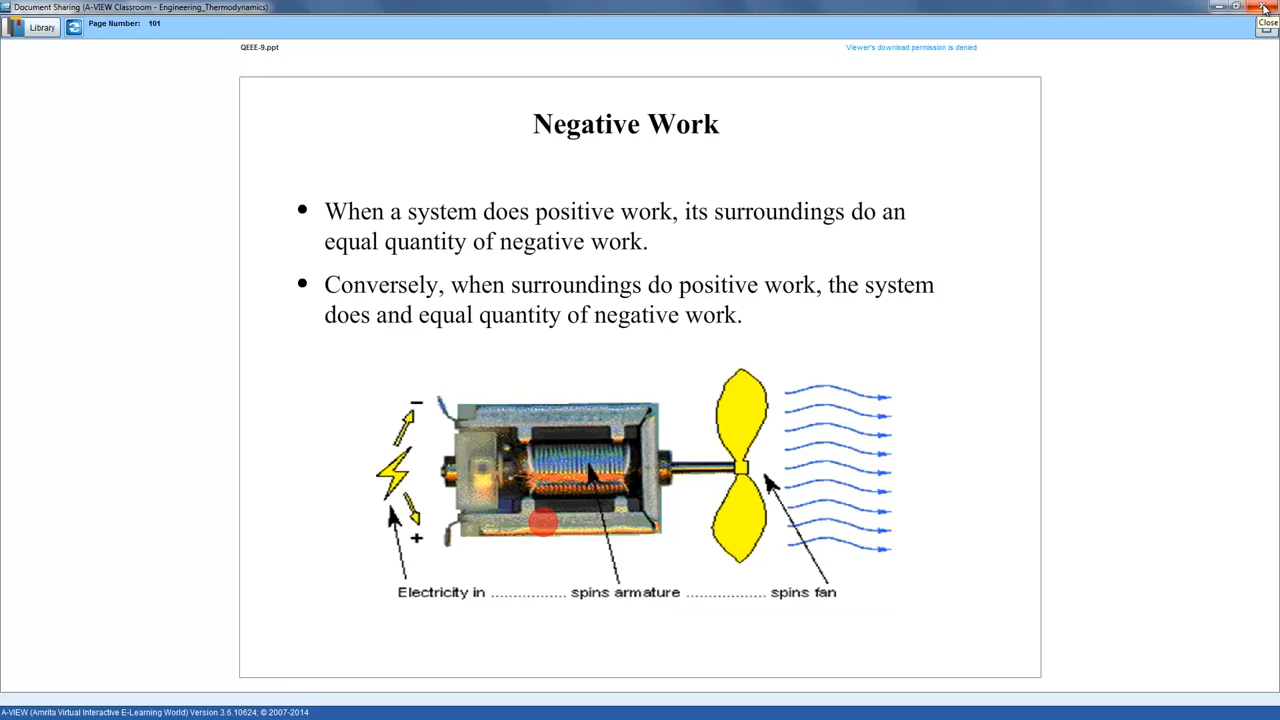 Document Sharing (A-VIEW Classroom - Engineering_Thermodynamics)
Close
Library
Page Number: 101
QEEE-9.ppt
Viewer's download permission is denied
Negative Work
• When a system does positive work, its surroundings do an
equal quantity of negative work.
• Conversely, when surroundings do positive work, the system
does and equal quantity of negative work.
−
+
Electricity in ................. spins armature ................. spins fan
A-VIEW (Amrita Virtual Interactive E-Learning World) Version 3.6.10624; © 2007-2014